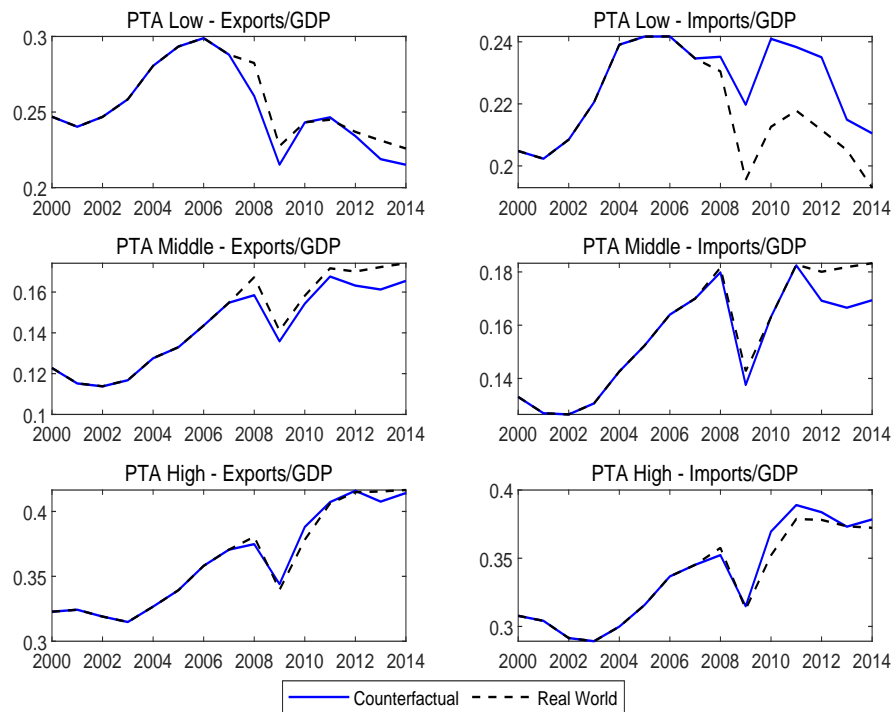 PTA Low - Exports/GDP
0.3
0.25
0.2
2000 2002 2004 2006 2008 2010 2012 2014
PTA Low - Imports/GDP
0.24
0.22
0.2
2000 2002 2004 2006 2008 2010 2012 2014
PTA Middle - Exports/GDP
0.16
0.14
0.12
0.1
2000 2002 2004 2006 2008 2010 2012 2014
PTA Middle - Imports/GDP
0.18
0.16
0.14
2000 2002 2004 2006 2008 2010 2012 2014
PTA High - Exports/GDP
0.4
0.35
0.3
2000 2002 2004 2006 2008 2010 2012 2014
PTA High - Imports/GDP
0.4
0.35
0.3
2000 2002 2004 2006 2008 2010 2012 2014
Counterfactual Real World